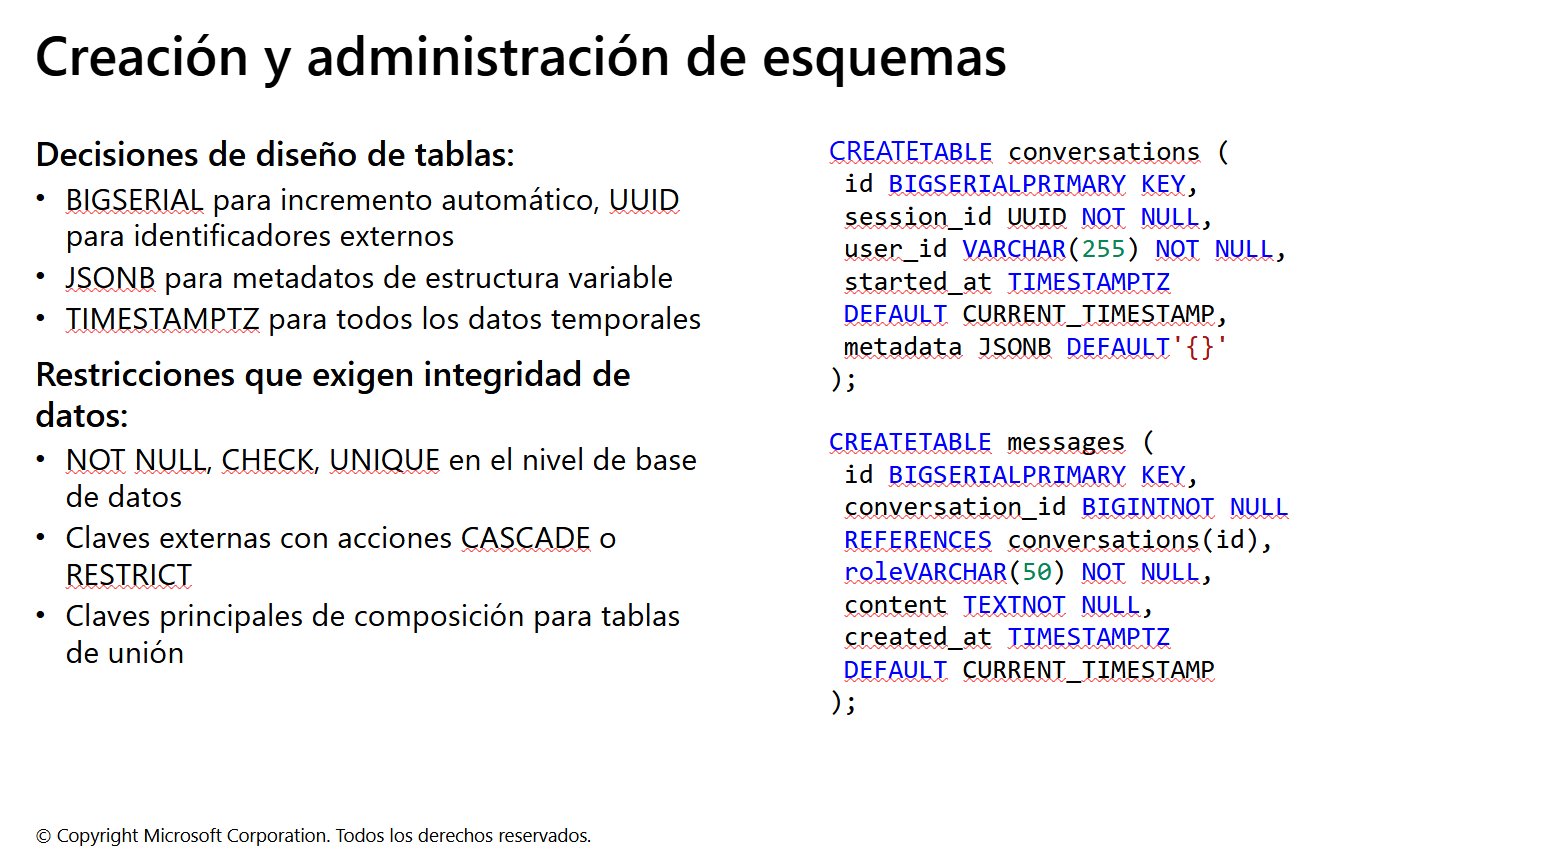 Creación y administración de esquemas
Decisiones de diseño de tablas:
• BIGSERIAL para incremento automático, UUID
para identificadores externos
• JSONB para metadatos de estructura variable
• TIMESTAMPTZ para todos los datos temporales
Restricciones que exigen integridad de
datos:
• NOT NULL, CHECK, UNIQUE en el nivel de base
de datos
• Claves externas con acciones CASCADE o
RESTRICT
• Claves principales de composición para tablas
de unión
CREATETABLE conversations (
id BIGSERIALPRIMARY KEY,
session_id UUID NOT NULL,
user_id VARCHAR(255) NOT NULL,
started_at TIMESTAMPTZ
DEFAULT CURRENT_TIMESTAMP,
metadata JSONB DEFAULT'{}'
);
CREATETABLE messages (
id BIGSERIALPRIMARY KEY,
conversation_id BIGINTNOT NULL
REFERENCES conversations(id),
roleVARCHAR(50) NOT NULL,
content TEXTNOT NULL,
created_at TIMESTAMPTZ
DEFAULT CURRENT_TIMESTAMP
);
© Copyright Microsoft Corporation. Todos los derechos reservados.